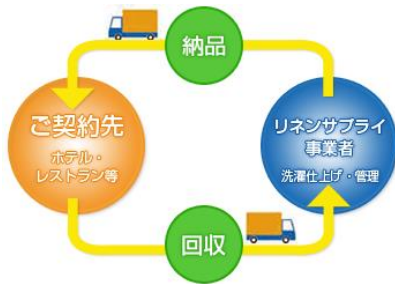 納品
ご契約先
ホテル・
レストラン等
リネンサプライ
事業者
洗濯仕上げ・管理
回収